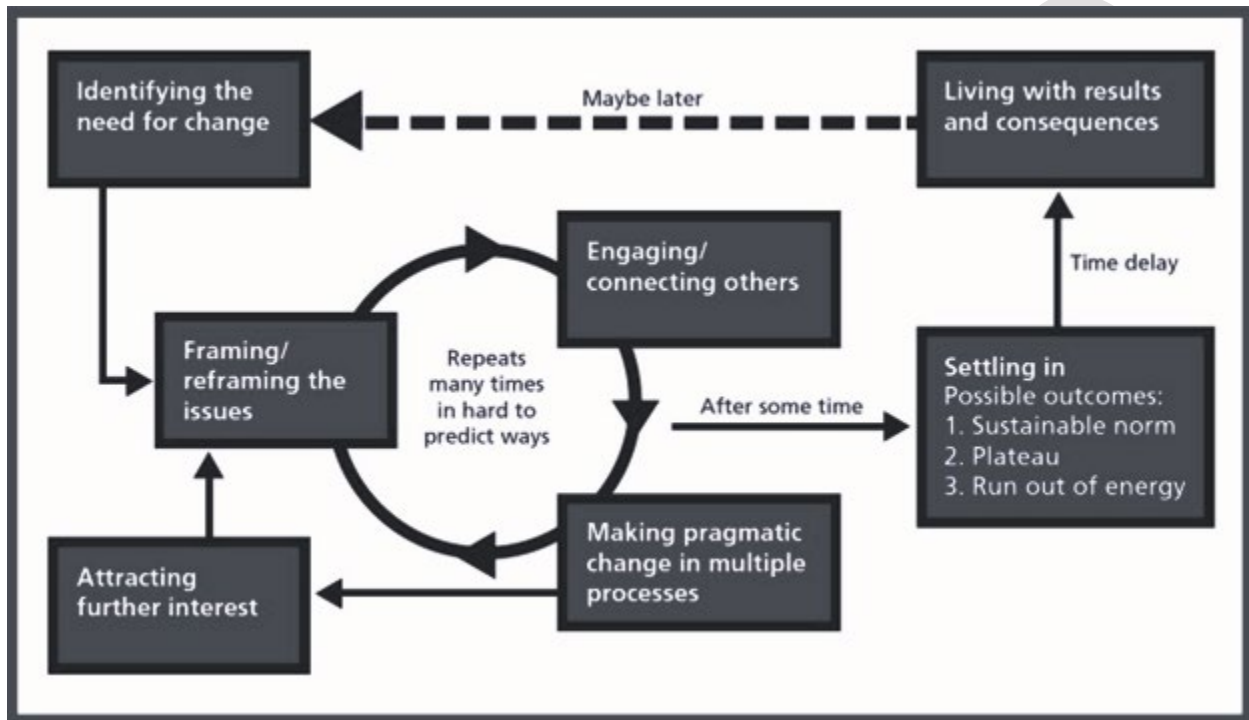 Identifying the
need for change
Maybe later
Living with results
and consequences
Engaging/
connecting others
Time delay
Framing/
reframing the
issues
Repeats
many times
in hard to
predict ways
After some time
Settling in
Possible outcomes:
1. Sustainable norm
2. Plateau
3. Run out of energy
Making pragmatic
change in multiple
processes
Attracting
further interest